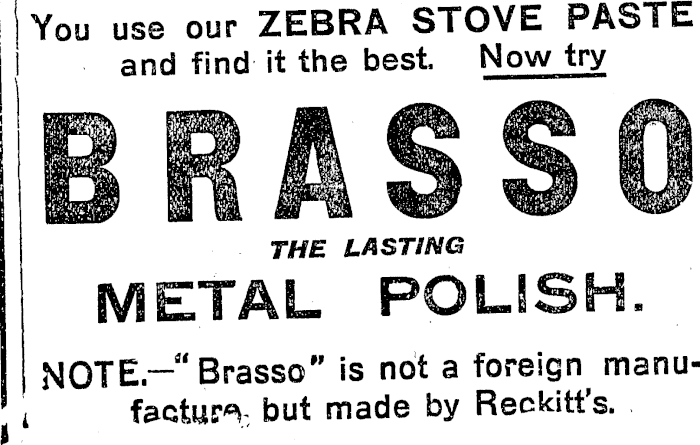 You use our ZEBRA STOVE PASTE
and find it the best. Now try
BRASSO
THE LASTING
METAL POLISH.
NOTE.—“Brasso” is not a foreign manu-
facture, but made by Reckitt's.